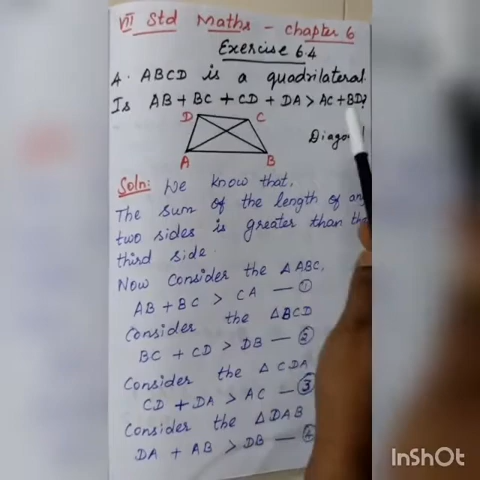 VII Std Maths - chapter 6
Exercise 6.4
4. ABCD is a quadrilateral.
Is AB + BC + CD + DA > AC + BD?
D C
A B
Soln: We know that,
The sum of the length of any
two sides is greater than the
third side.
Now Consider the △ABC,
AB + BC > CA — ①
Consider the △BCD
BC + CD > DB — ②
Consider the △ CDA
CD + DA > AC — ③
Consider the △DAB
DA + AB > DB — ④
InShOt